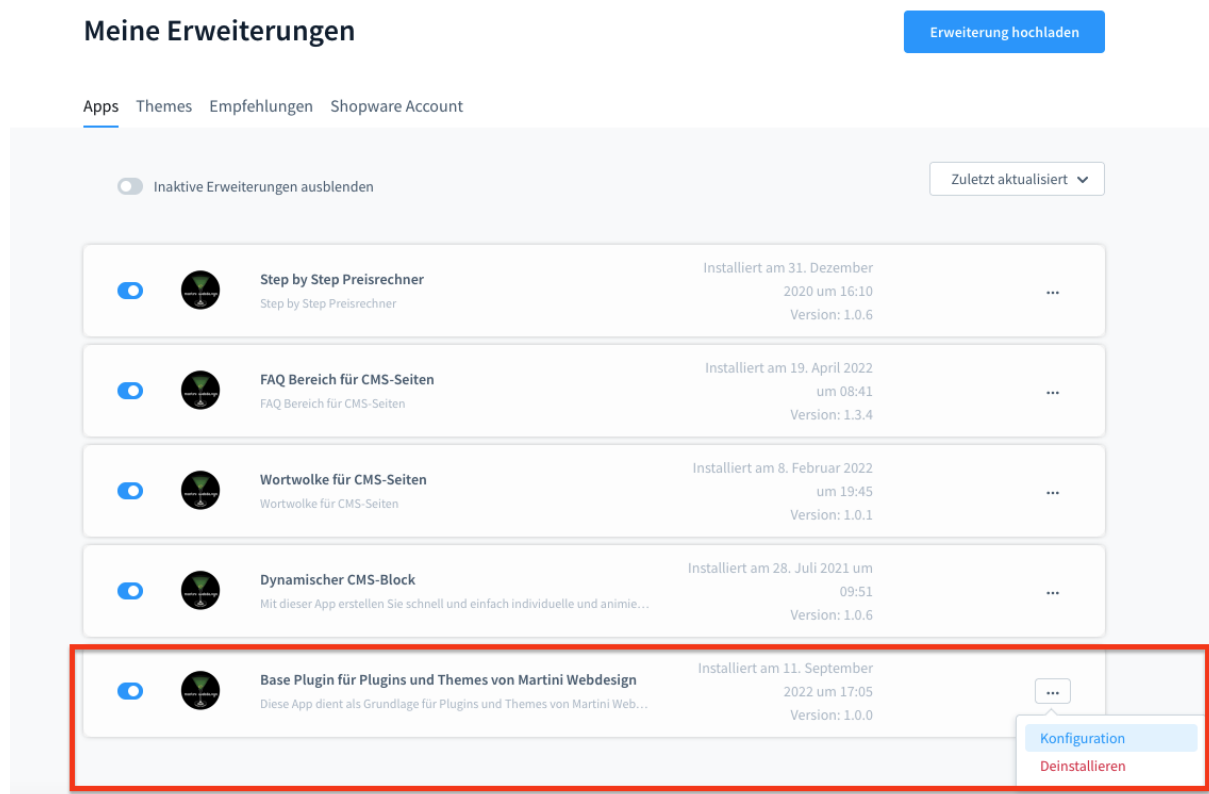 Meine Erweiterungen
Erweiterung hochladen
Apps Themes Empfehlungen Shopware Account
Inaktive Erweiterungen ausblenden
Zuletzt aktualisiert
Step by Step Preisrechner
Step by Step Preisrechner
Installiert am 31. Dezember
2020 um 16:10
Version: 1.0.6
...
FAQ Bereich für CMS-Seiten
FAQ Bereich für CMS-Seiten
Installiert am 19. April 2022
um 08:41
Version: 1.3.4
...
Wortwolke für CMS-Seiten
Wortwolke für CMS-Seiten
Installiert am 8. Februar 2022
um 19:45
Version: 1.0.1
...
Dynamischer CMS-Block
Mit dieser App erstellen Sie schnell und einfach individuelle und animie...
Installiert am 28. Juli 2021 um
09:51
Version: 1.0.6
...
Base Plugin für Plugins und Themes von Martini Webdesign
Diese App dient als Grundlage für Plugins und Themes von Martini Web...
Installiert am 11. September
2022 um 17:05
Version: 1.0.0
...
Konfiguration
Deinstallieren